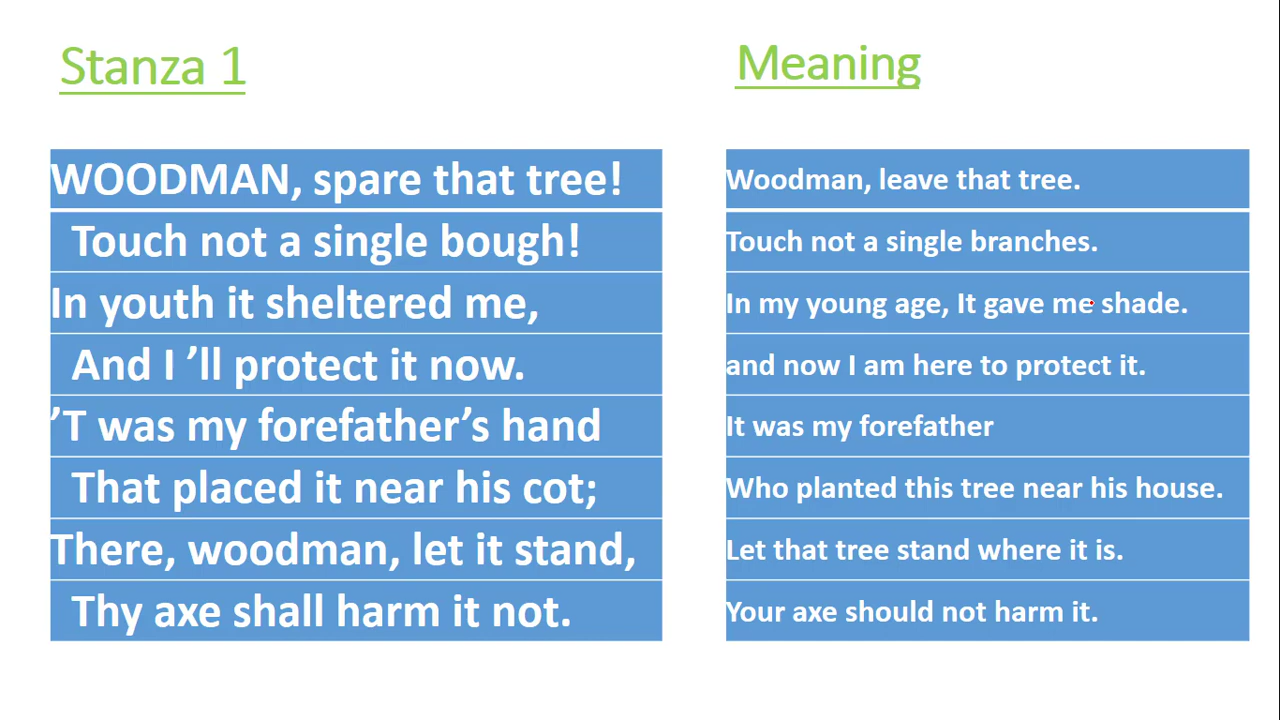 Stanza 1
WOODMAN, spare that tree!
Touch not a single bough!
In youth it sheltered me,
And I ’ll protect it now.
’T was my forefather’s hand
That placed it near his cot;
There, woodman, let it stand,
Thy axe shall harm it not.
Meaning
Woodman, leave that tree.
Touch not a single branches.
In my young age, It gave me shade.
and now I am here to protect it.
It was my forefather
Who planted this tree near his house.
Let that tree stand where it is.
Your axe should not harm it.